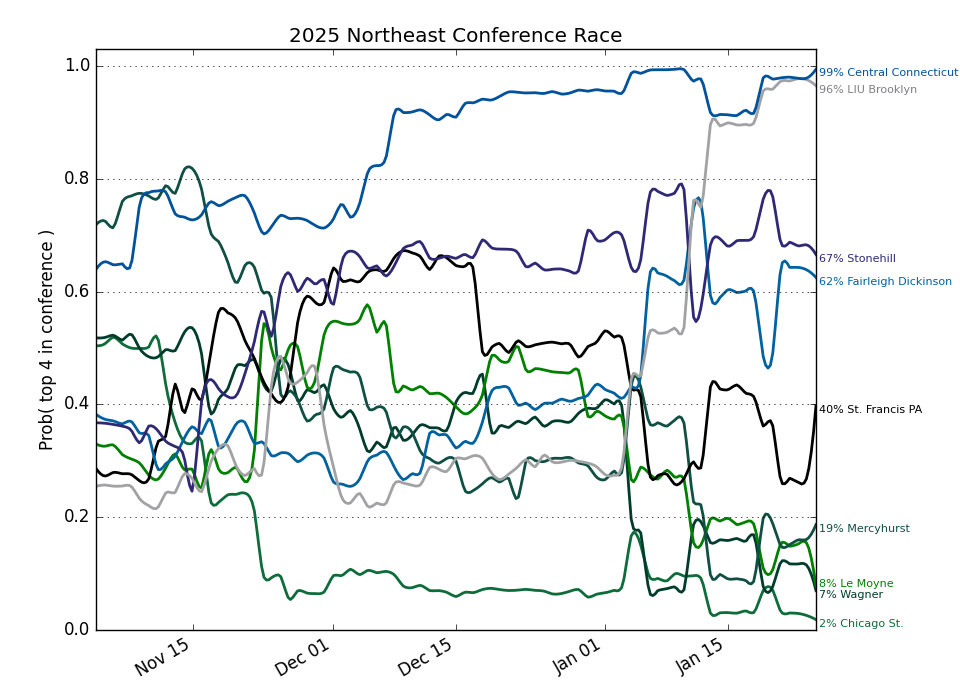 2025 Northeast Conference Race
Prob( top 4 in conference )
1.0
0.8
0.6
0.4
0.2
0.0
Nov 15
Dec 01
Dec 15
Jan 01
Jan 15
99% Central Connecticut
96% LIU Brooklyn
67% Stonehill
62% Fairleigh Dickinson
40% St. Francis PA
19% Mercyhurst
8% Le Moyne
7% Wagner
2% Chicago St.